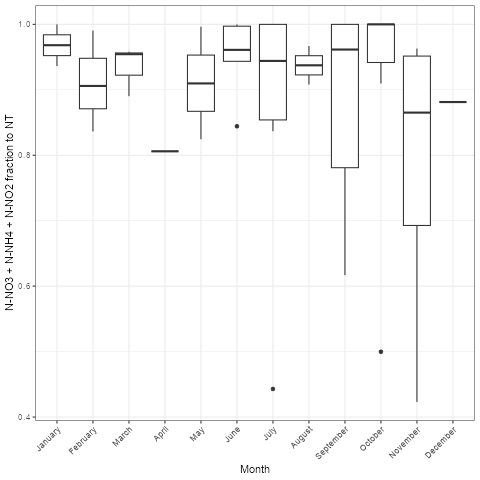 N-NO3 + N-NH4 + N-NO2 fraction to NT
1.0
0.8
0.6
0.4
January
February
March
April
May
June
July
August
September
October
November
December
Month